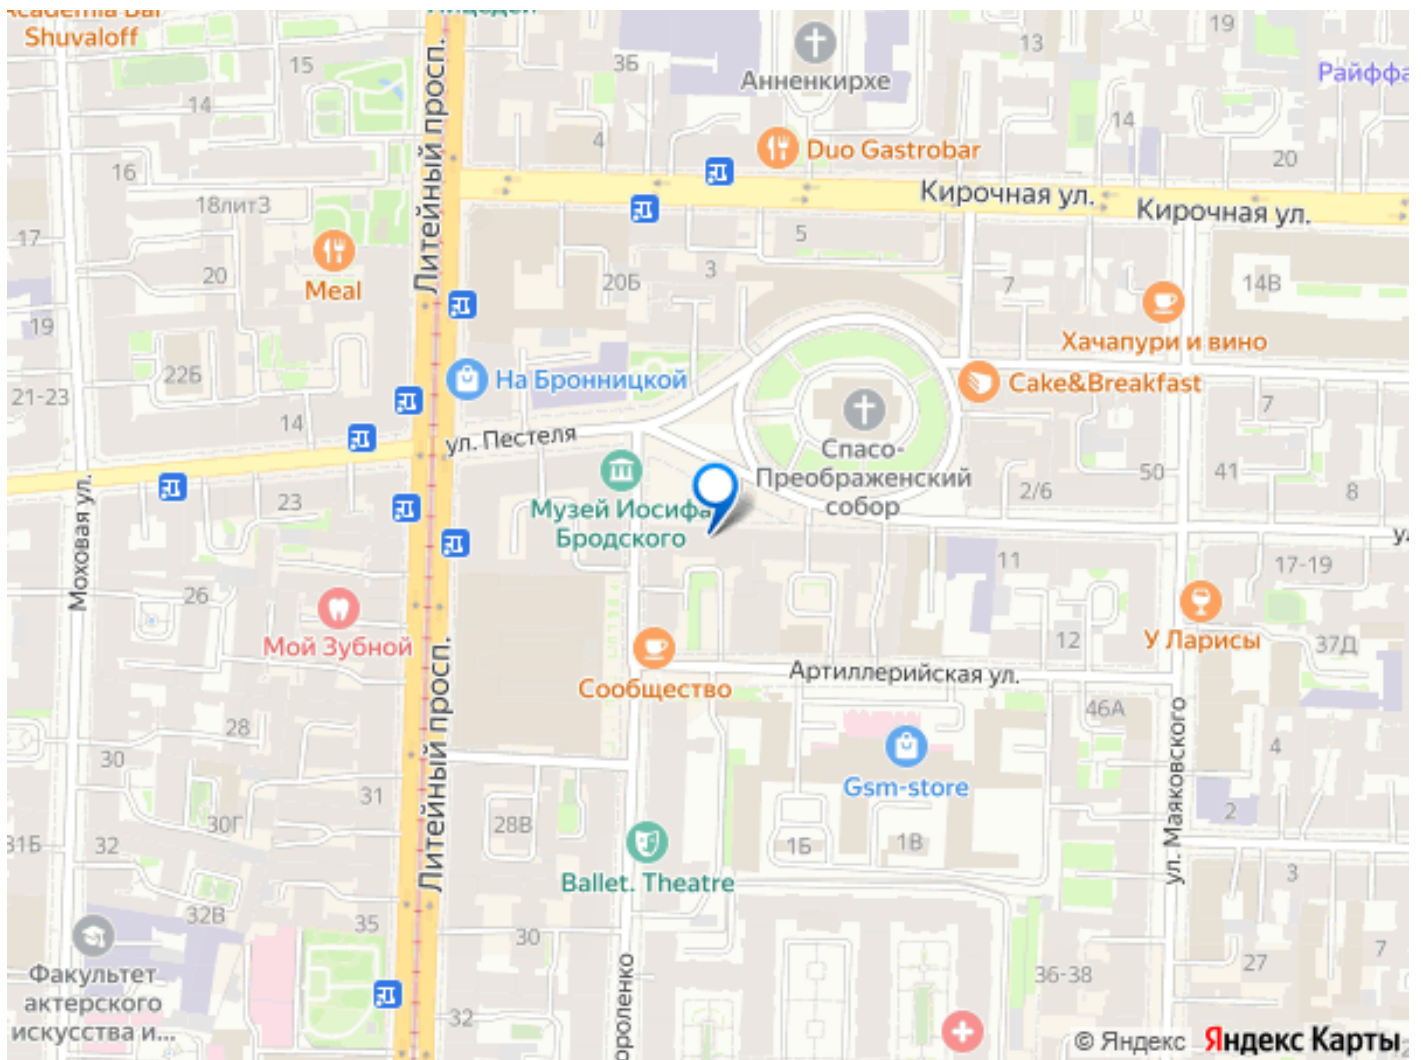 Academia Bar
Shuvaloff
Лицедеи
Литейный просп.
15
14
16
18лит3
17
20
19
Meal
22Б
21-23
14
3Б
4
Анненкирхе
13
19
Райффа
14
20
Duo Gastrobar
Кирочная ул.
Кирочная ул.
5
3
20Б
7
14В
Хачапури и вино
На Бронницкой
Cake&Breakfast
7
ул. Пестеля
Спасо-
Преображенский
собор
50
41
2/6
8
Музей Иосифа
Бродского
23
Моховая ул.
26
Мой Зубной
11
17-19
12
У Ларисы
37Д
Сообщество
Артиллерийская ул.
46А
28
30
Литейный просп.
Gsm-store
ул. Маяковского
4
31
2
30Г
28В
1Б
1В
31Б
32
Ballet. Theatre
3
32В
35
30
7
Факультет
актерского
искусства и...
ороленко
36-38
27
32
© Яндекс Яндекс Карты